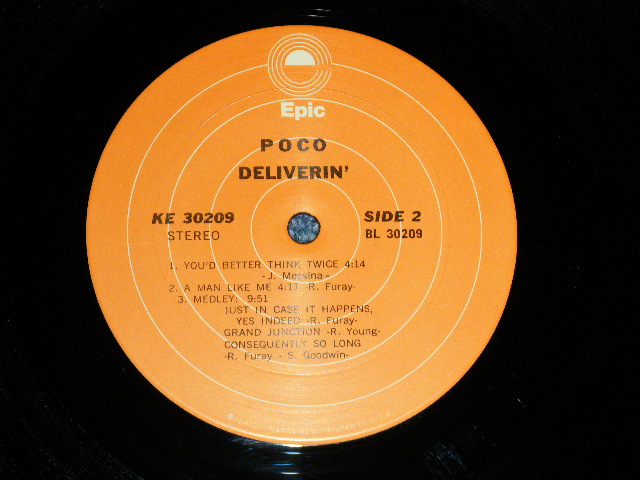 Epic
POCO
DELIVERIN'
KE 30209
STEREO
SIDE 2
BL 30209
1. YOU'D BETTER THINK TWICE 4:14
-J. Messina-
2. A MAN LIKE ME 4:11 -R. Furay-
3. MEDLEY: 9:51
JUST IN CASE IT HAPPENS,
YES INDEED -R. Furay-
GRAND JUNCTION -R. Young-
CONSEQUENTLY SO LONG
-R. Furay - S. Goodwin-